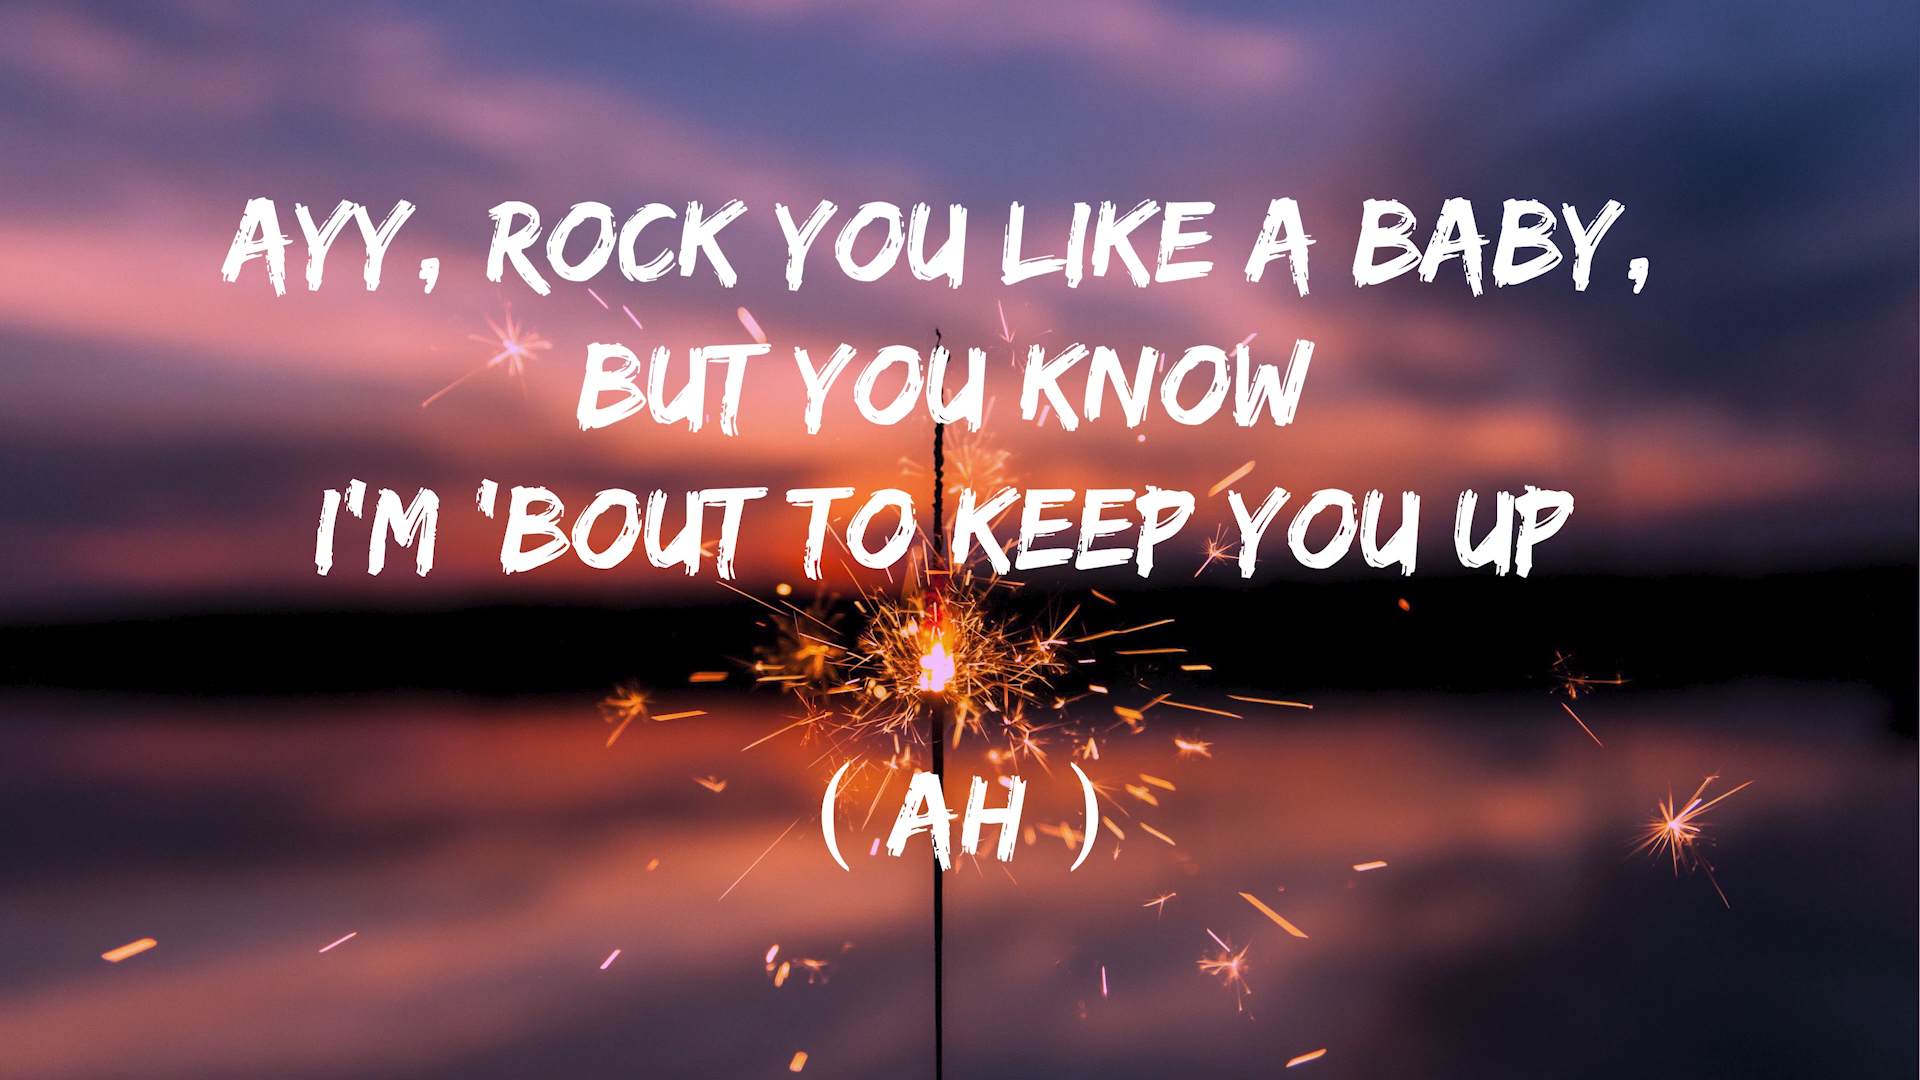 AYY, ROCK YOU LIKE A BABY,
BUT YOU KNOW
I'M 'BOUT TO KEEP YOU UP
( AH )